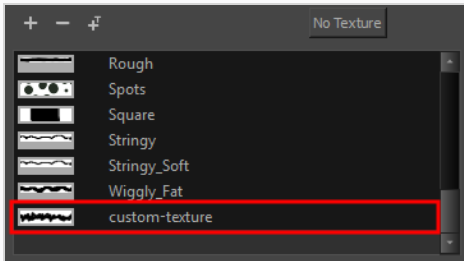 No Texture
Rough
Spots
Square
Stringy
Stringy_Soft
Wiggly_Fat
custom-texture